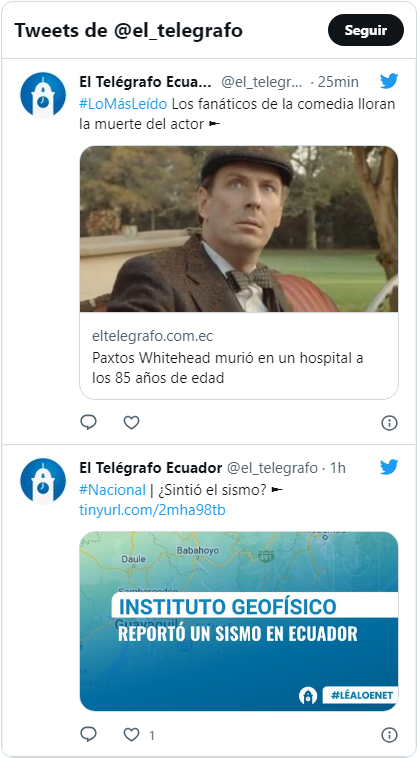 Tweets de @el_telegrafo
Seguir
El Telégrafo Ecua... @el_telegr... · 25min
#LoMásLeído Los fanáticos de la comedia lloran
la muerte del actor
eltelegrafo.com.ec
Paxtos Whitehead murió en un hospital a
los 85 años de edad
El Telégrafo Ecuador @el_telegrafo · 1h
#Nacional | ¿Sintió el sismo?
tinyurl.com/2mha98tb
Daule
Babahoyo
Samborondón
Guayaquil
INSTITUTO GEOFÍSICO
REPORTÓ UN SISMO EN ECUADOR
#LÉALOENET
1